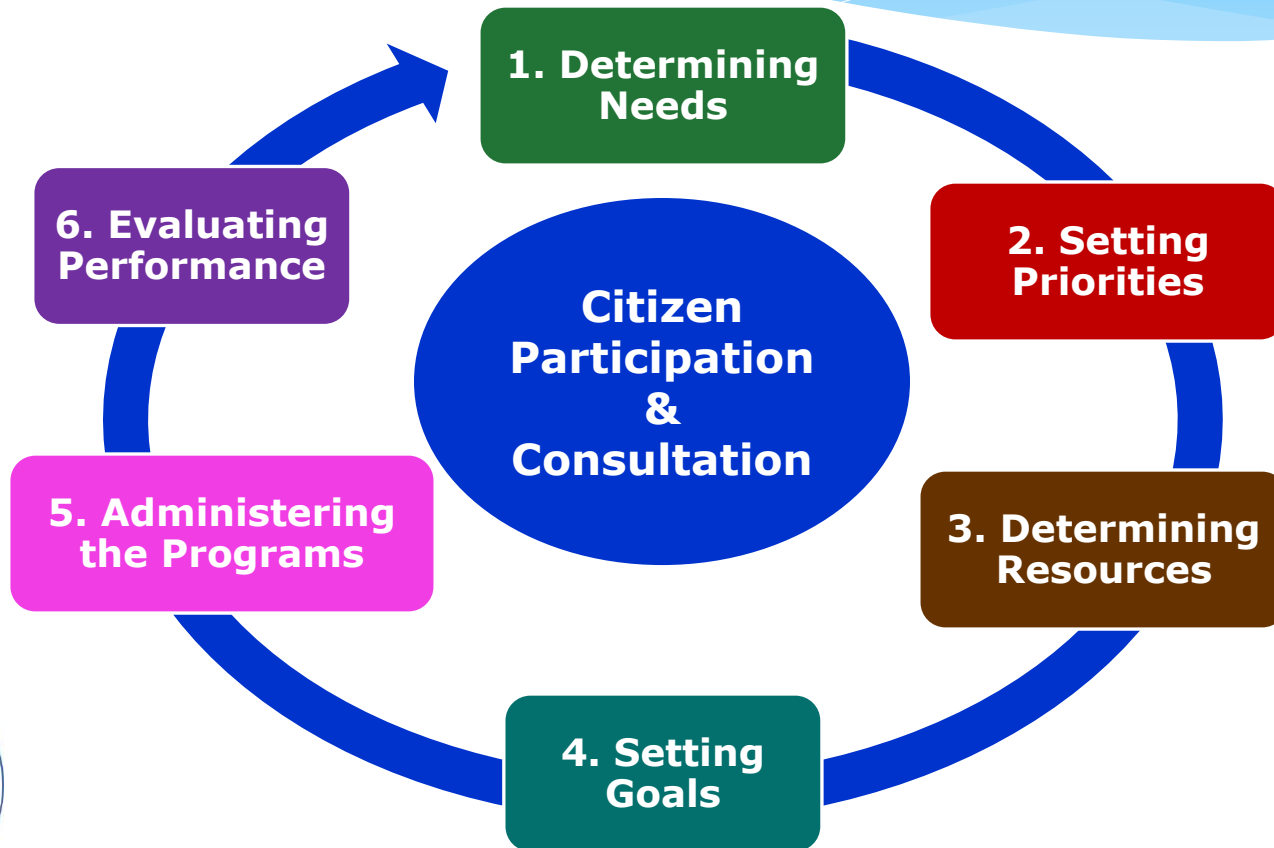 1. Determining
Needs
2. Setting
Priorities
3. Determining
Resources
4. Setting
Goals
5. Administering
the Programs
6. Evaluating
Performance
Citizen
Participation
&
Consultation